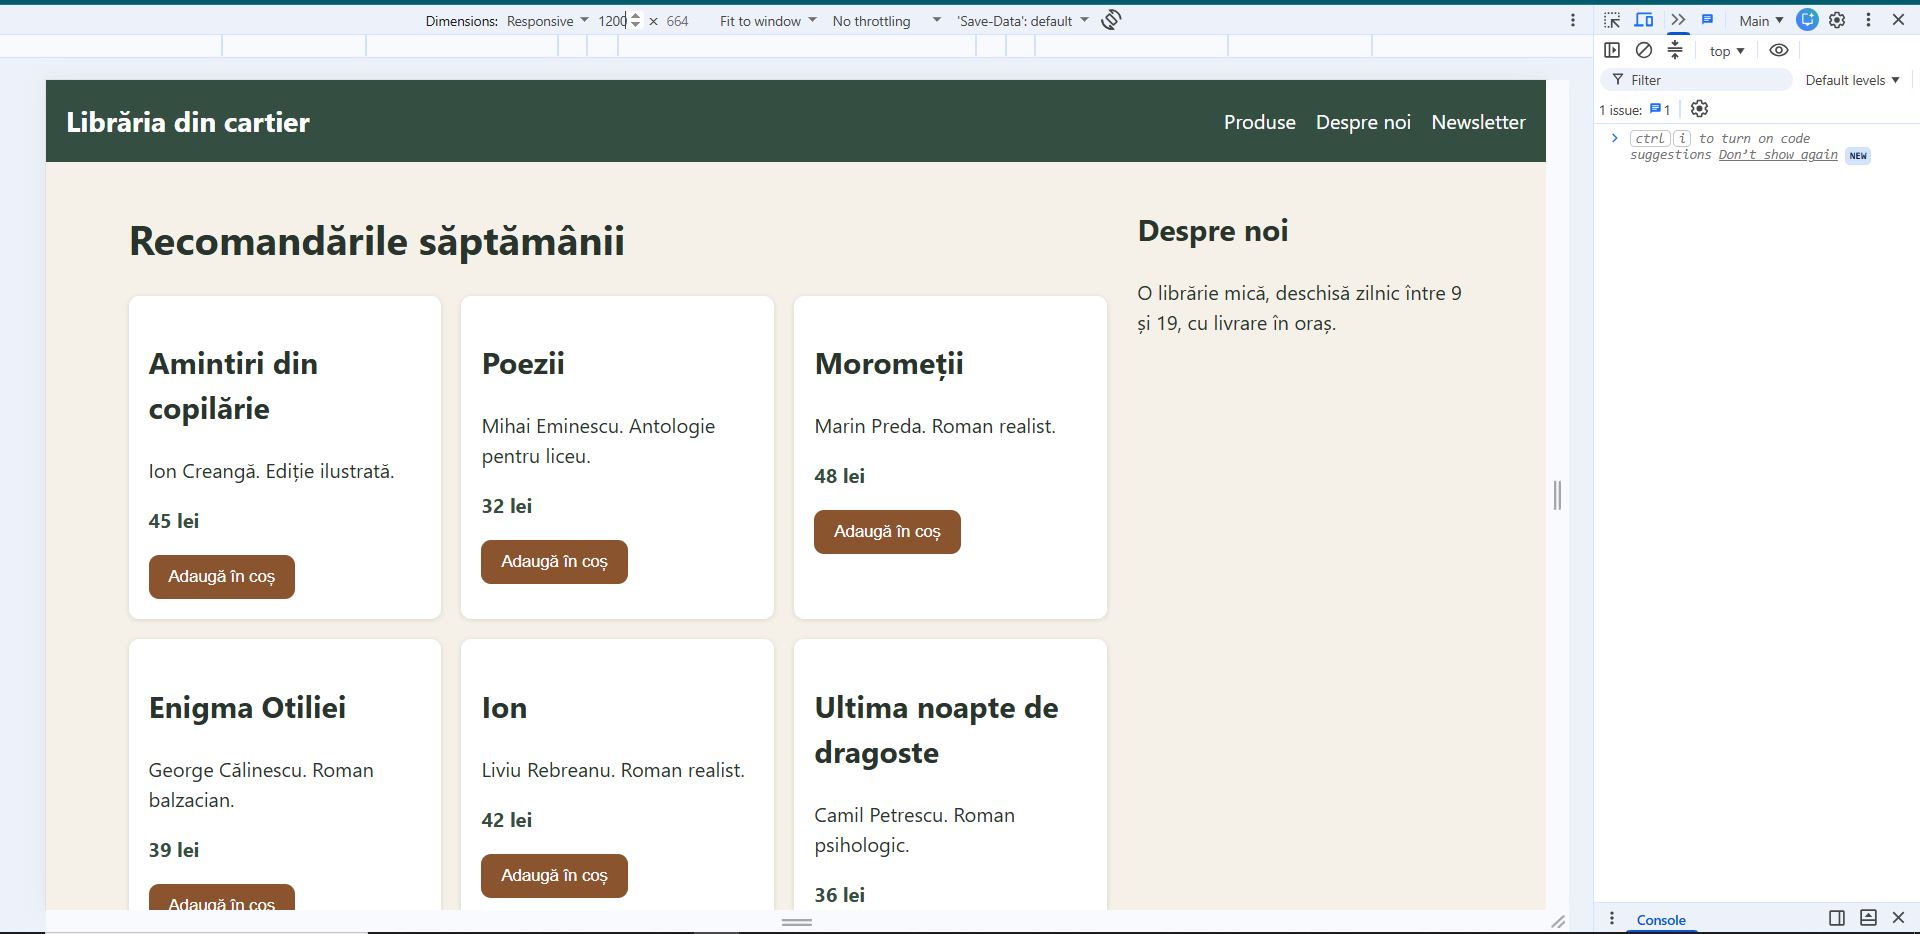 Dimensions: Responsive 1200 × 664 Fit to window No throttling 'Save-Data': default
Main
top
Filter Default levels
1 issue: 1
ctrl i to turn on code
suggestions Don't show again NEW
Librăria din cartier
Produse Despre noi Newsletter
Recomandările săptămânii
Amintiri din
copilărie
Ion Creangă. Ediție ilustrată.
45 lei
Adaugă în coș
Poezii
Mihai Eminescu. Antologie
pentru liceu.
32 lei
Adaugă în coș
Moromeții
Marin Preda. Roman realist.
48 lei
Adaugă în coș
Enigma Otiliei
George Călinescu. Roman
balzacian.
39 lei
Adaugă în coș
Ion
Liviu Rebreanu. Roman realist.
42 lei
Adaugă în coș
Ultima noapte de
dragoste
Camil Petrescu. Roman
psihologic.
36 lei
Despre noi
O librărie mică, deschisă zilnic între 9
și 19, cu livrare în oraș.
Console